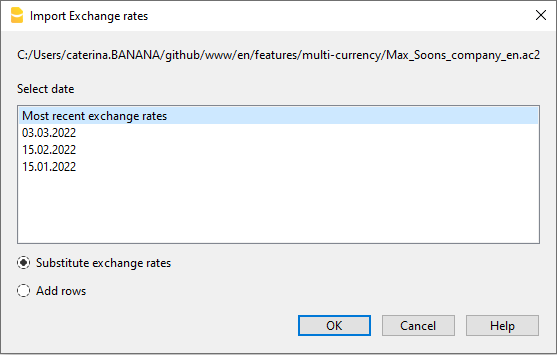 Import Exchange rates
C:/Users/caterina.BANANA/github/www/en/features/multi-currency/Max_Soons_company_en.ac2
Select date
Most recent exchange rates
03.03.2022
15.02.2022
15.01.2022
Substitute exchange rates
Add rows
OK Cancel Help